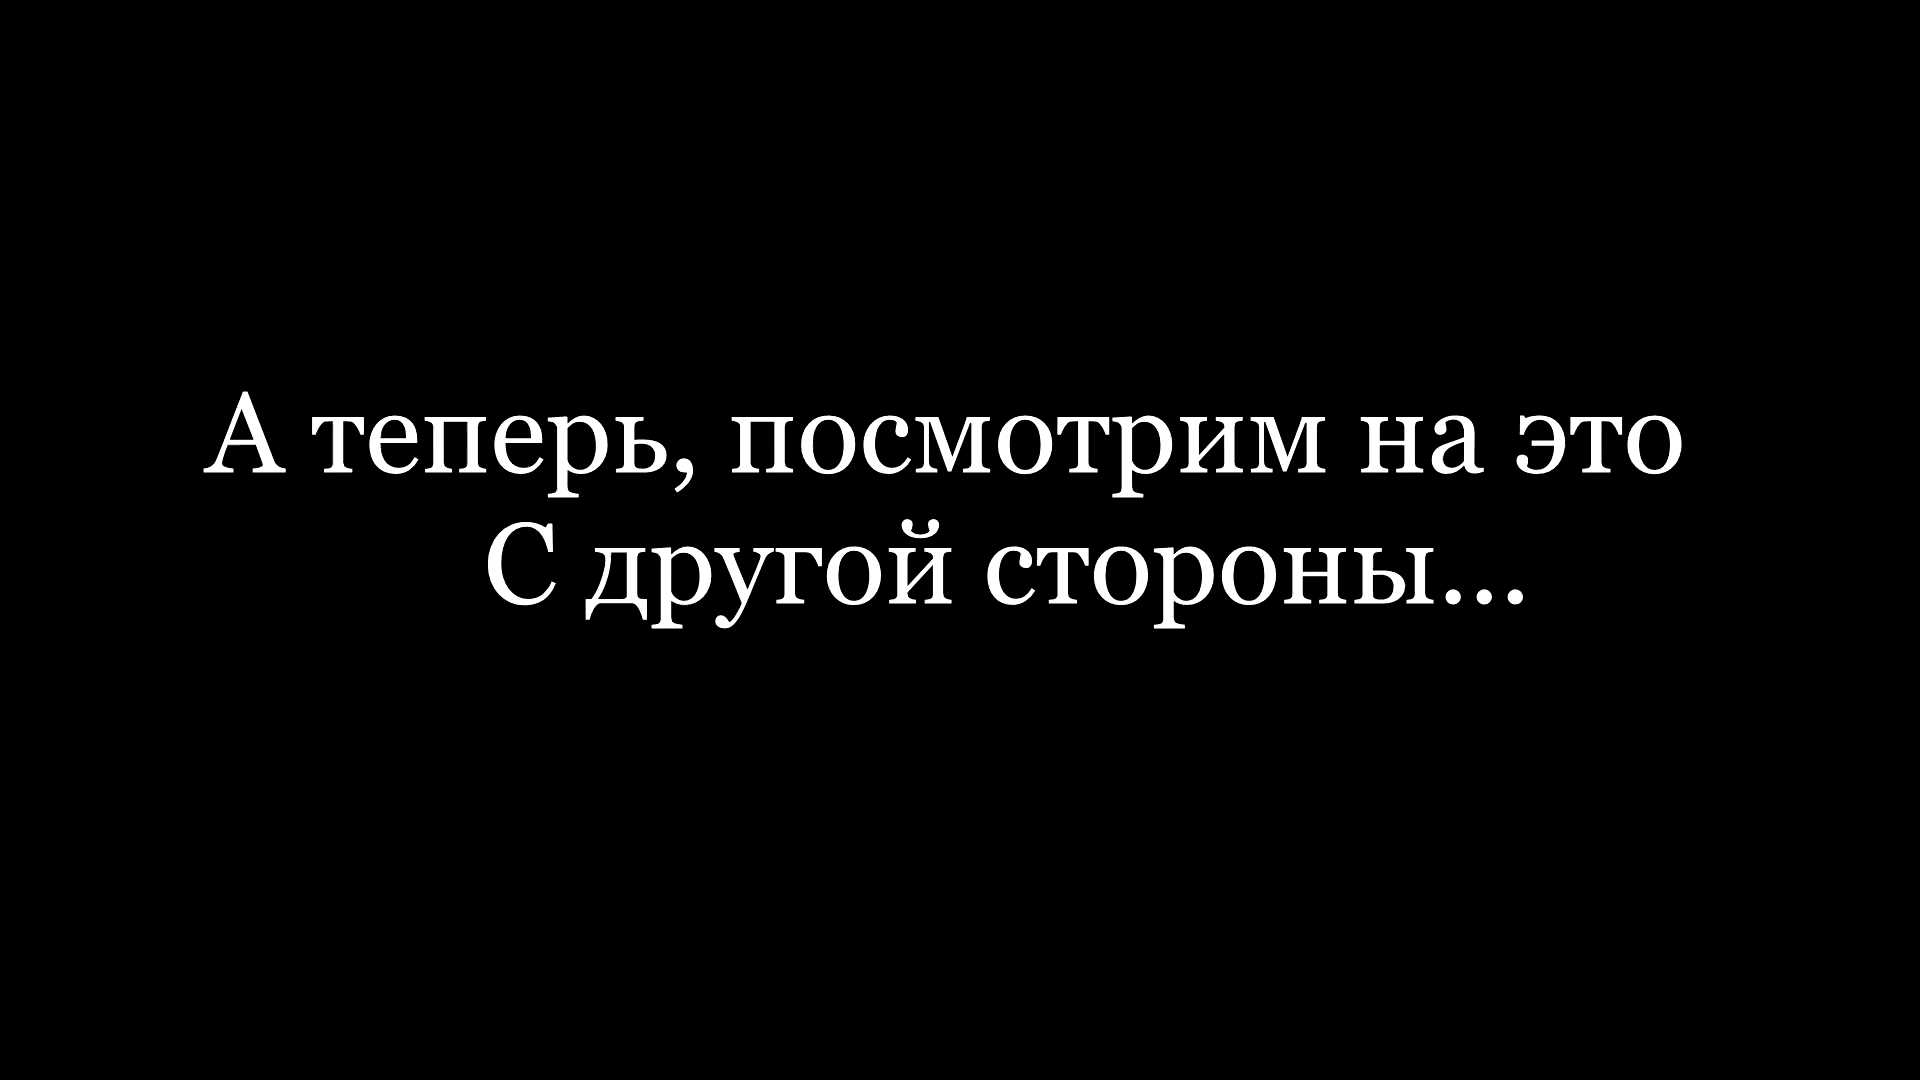 А теперь, посмотрим на это
С другой стороны...